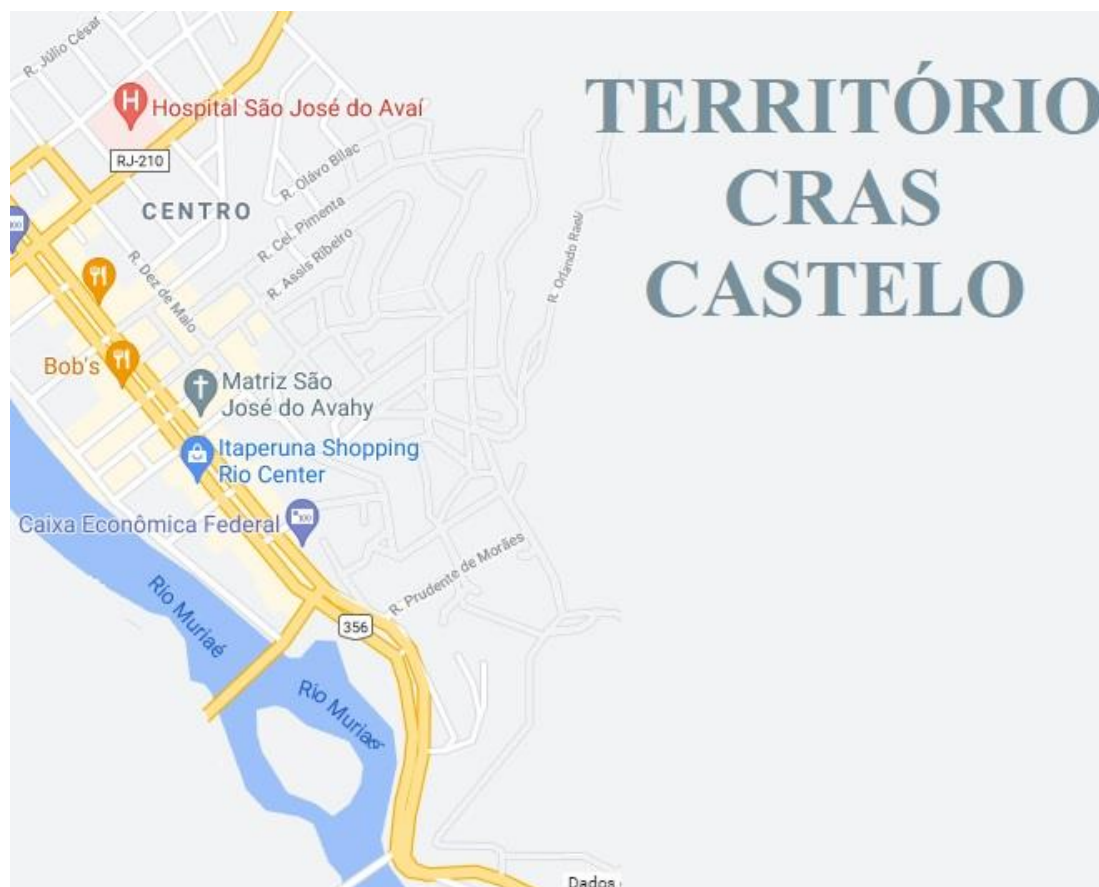 R. Júlio César
Hospital São José do Avaí
RJ-210
CENTRO
R. Olávo Bilac
R. Cel. Pimenta
R. Assis Ribeiro
R. Dez de Maio
R. Orlando Raeli
TERRITÓRIO
CRAS
CASTELO
Bob's
Matriz São
José do Avahy
Itaperuna Shopping
Rio Center
Caixa Econômica Federal
R. Prudente de Morães
356
Rio Muriaé
Rio Muriaé
Dados